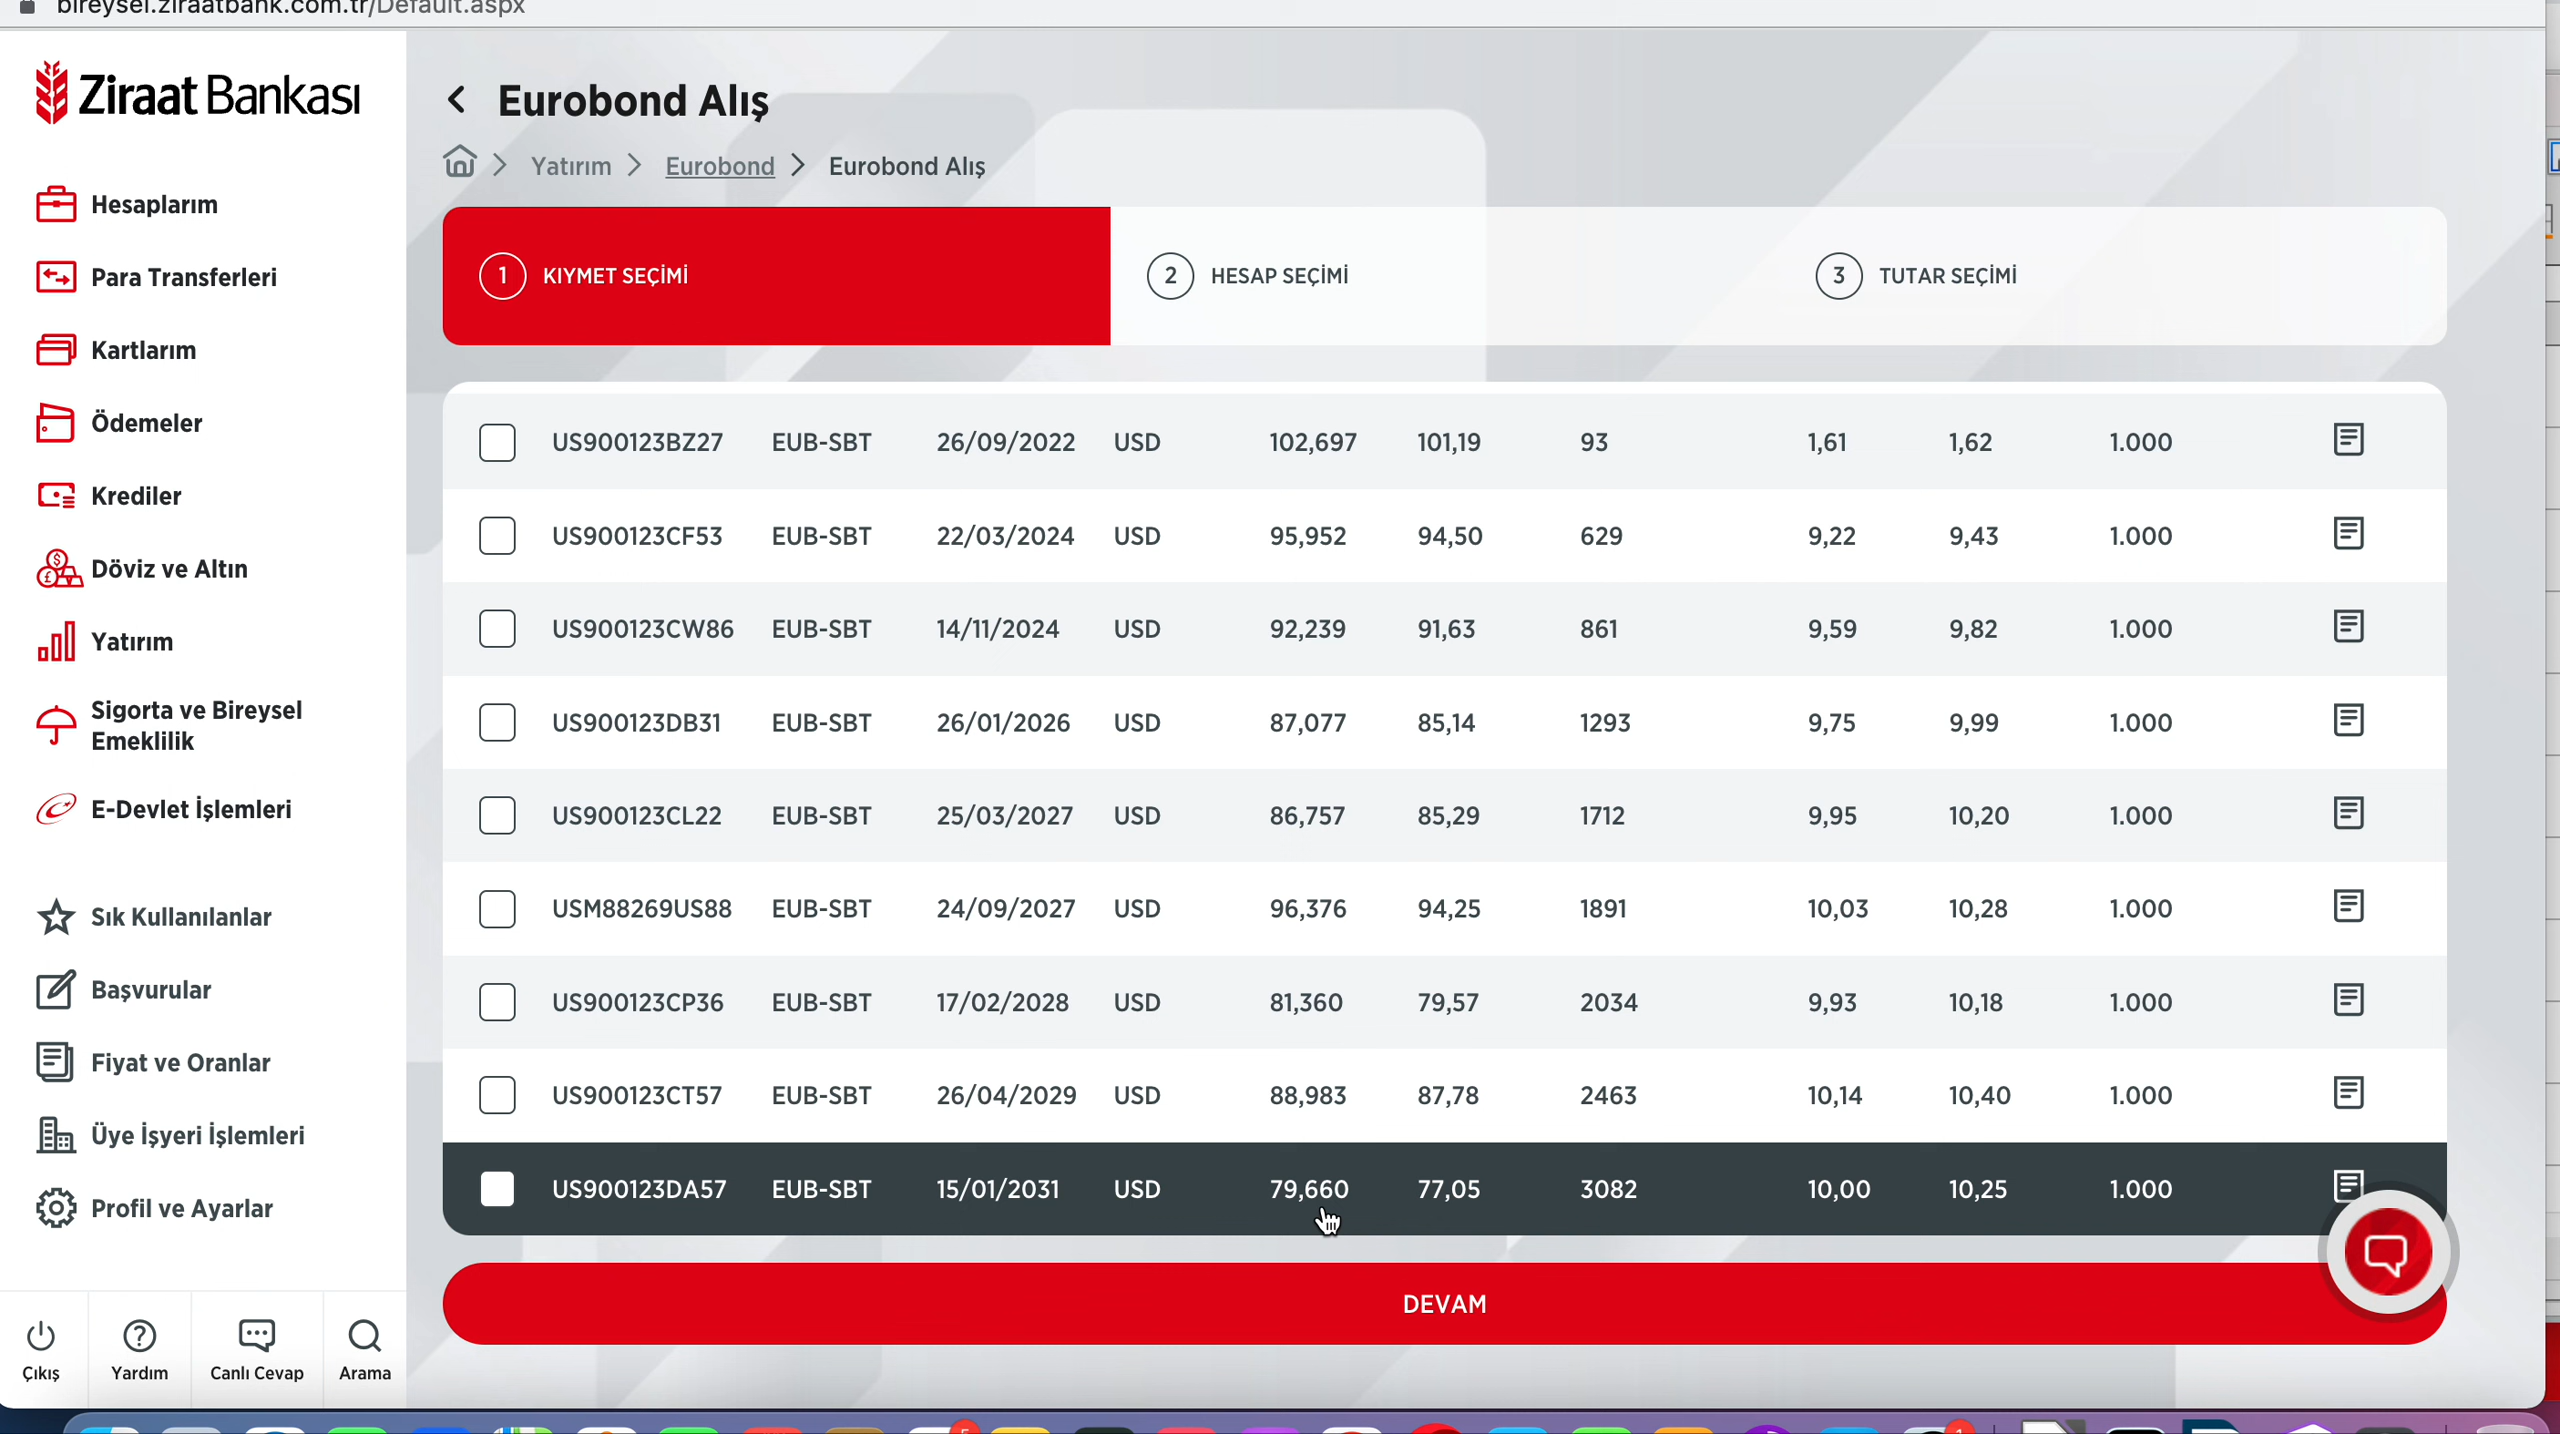 bireysel.ziraatbank.com.tr/Default.aspx
Ziraat Bankası
Hesaplarım
Para Transferleri
Kartlarım
Ödemeler
Krediler
Döviz ve Altın
Yatırım
Sigorta ve Bireysel
Emeklilik
E-Devlet İşlemleri
Sık Kullanılanlar
Başvurular
Fiyat ve Oranlar
Üye İşyeri İşlemleri
Profil ve Ayarlar
Çıkış Yardım Canlı Cevap Arama
Eurobond Alış
Yatırım > Eurobond > Eurobond Alış
1 KIYMET SEÇİMİ 2 HESAP SEÇİMİ 3 TUTAR SEÇİMİ
US900123BZ27 EUB-SBT 26/09/2022 USD 102,697 101,19 93 1,61 1,62 1.000
US900123CF53 EUB-SBT 22/03/2024 USD 95,952 94,50 629 9,22 9,43 1.000
US900123CW86 EUB-SBT 14/11/2024 USD 92,239 91,63 861 9,59 9,82 1.000
US900123DB31 EUB-SBT 26/01/2026 USD 87,077 85,14 1293 9,75 9,99 1.000
US900123CL22 EUB-SBT 25/03/2027 USD 86,757 85,29 1712 9,95 10,20 1.000
USM88269US88 EUB-SBT 24/09/2027 USD 96,376 94,25 1891 10,03 10,28 1.000
US900123CP36 EUB-SBT 17/02/2028 USD 81,360 79,57 2034 9,93 10,18 1.000
US900123CT57 EUB-SBT 26/04/2029 USD 88,983 87,78 2463 10,14 10,40 1.000
US900123DA57 EUB-SBT 15/01/2031 USD 79,660 77,05 3082 10,00 10,25 1.000
DEVAM